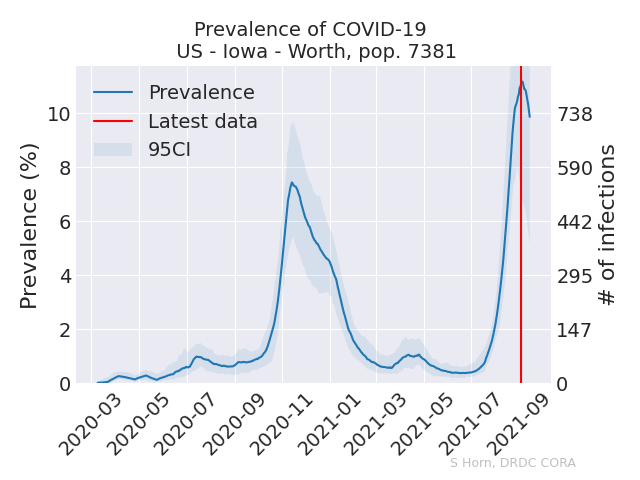 Prevalence of COVID-19
US - Iowa - Worth, pop. 7381
Prevalence
Latest data
95CI
Prevalence (%)
10
8
6
4
2
0
# of infections
738
590
442
295
147
0
2020-03
2020-05
2020-07
2020-09
2020-11
2021-01
2021-03
2021-05
2021-07
2021-09
S Horn, DRDC CORA